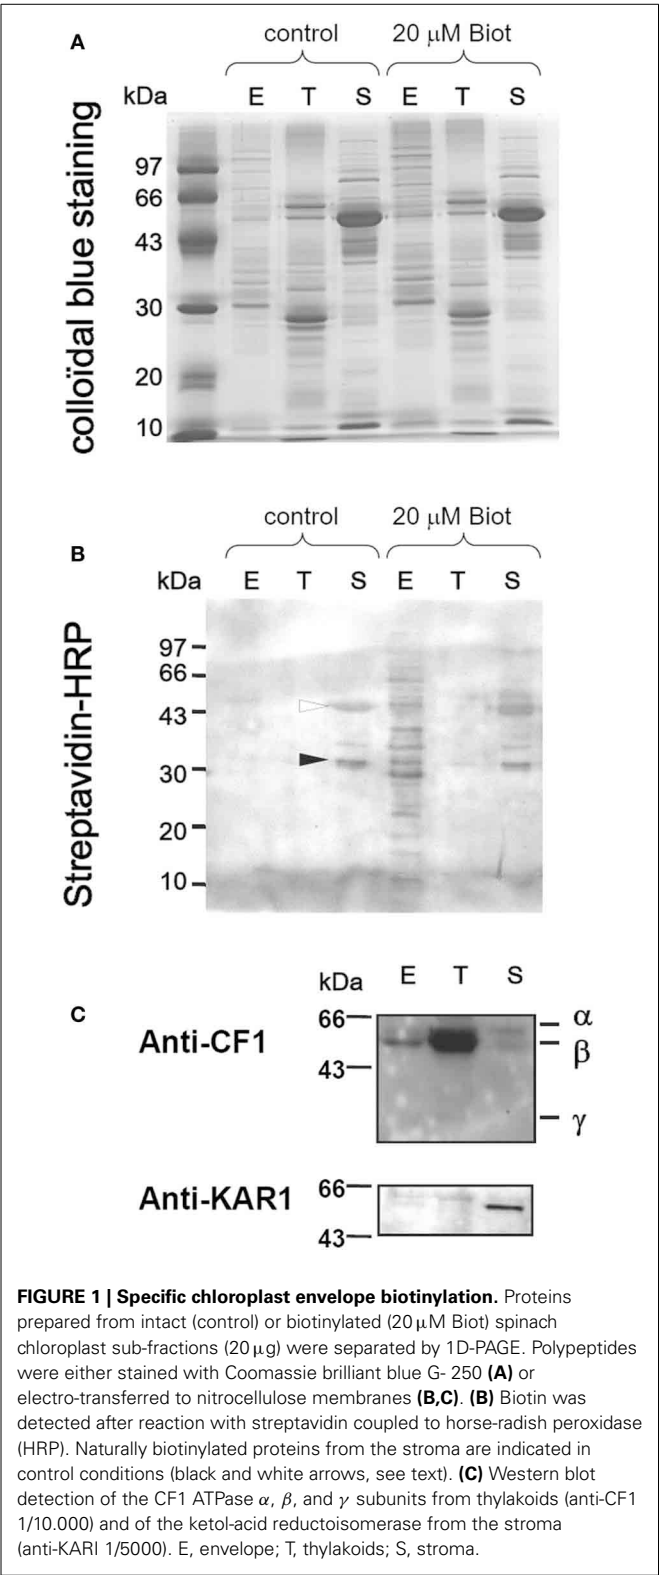 A
control 20 µM Biot
kDa E T S E T S
97
66
43
30
20
10
colloïdal blue staining
B
control 20 µM Biot
kDa E T S E T S
97
66
43
30
20
10
Streptavidin-HRP
C
kDa E T S
Anti-CF1
66
43
α
β
γ
Anti-KAR1
66
43
FIGURE 1 | Specific chloroplast envelope biotinylation. Proteins
prepared from intact (control) or biotinylated (20 µM Biot) spinach
chloroplast sub-fractions (20 µg) were separated by 1D-PAGE. Polypeptides
were either stained with Coomassie brilliant blue G- 250 (A) or
electro-transferred to nitrocellulose membranes (B,C). (B) Biotin was
detected after reaction with streptavidin coupled to horse-radish peroxidase
(HRP). Naturally biotinylated proteins from the stroma are indicated in
control conditions (black and white arrows, see text). (C) Western blot
detection of the CF1 ATPase α, β, and γ subunits from thylakoids (anti-CF1
1/10.000) and of the ketol-acid reductoisomerase from the stroma
(anti-KARI 1/5000). E, envelope; T, thylakoids; S, stroma.